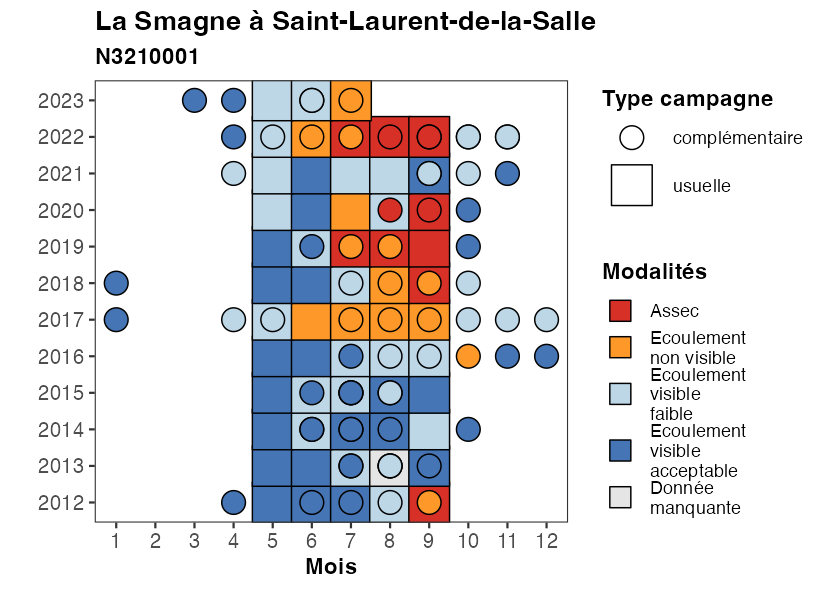 La Smagne à Saint-Laurent-de-la-Salle
N3210001
2023
2022
2021
2020
2019
2018
2017
2016
2015
2014
2013
2012
1 2 3 4 5 6 7 8 9 10 11 12
Mois
Type campagne
complémentaire
usuelle
Modalités
Assec
Ecoulement
non visible
Ecoulement
visible
faible
Ecoulement
visible
acceptable
Donnée
manquante